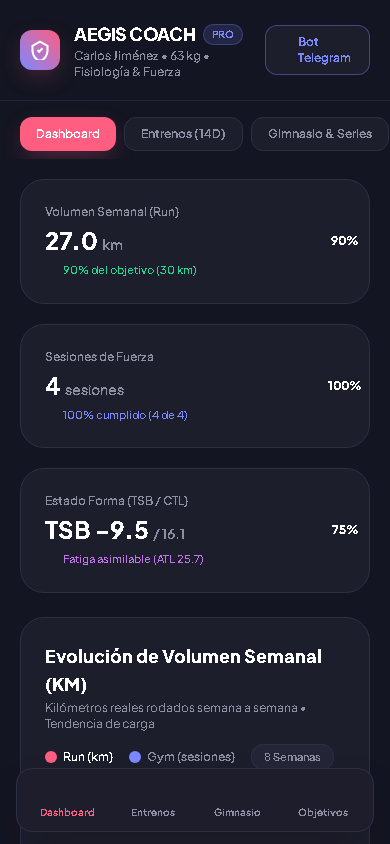 AEGIS COACH PRO
Carlos Jiménez • 63 kg •
Fisiología & Fuerza
Bot
Telegram
Dashboard
Entrenos (14D)
Gimnasio & Series
Volumen Semanal (Run)
27.0 km
90%
90% del objetivo (30 km)
Sesiones de Fuerza
4 sesiones
100%
100% cumplido (4 de 4)
Estado Forma (TSB / CTL)
TSB -9.5 / 16.1
75%
Fatiga asimilable (ATL 25.7)
Evolución de Volumen Semanal
(KM)
Kilómetros reales rodados semana a semana •
Tendencia de carga
Run (km)
Gym (sesiones)
8 Semanas
Dashboard
Entrenos
Gimnasio
Objetivos